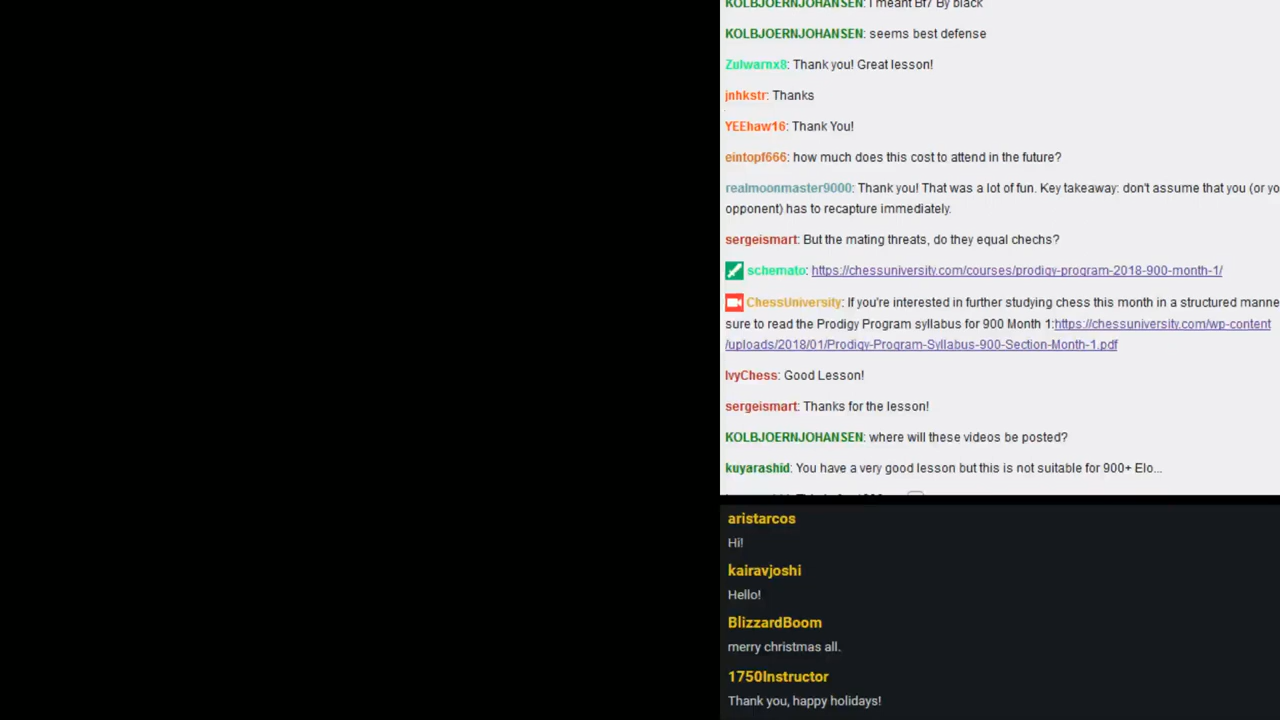 KOLBJOERNJOHANSEN: I meant Bf7 By black
KOLBJOERNJOHANSEN: seems best defense
Zulwarnx8: Thank you! Great lesson!
jnhkstr: Thanks
YEEhaw16: Thank You!
eintopf666: how much does this cost to attend in the future?
realmoonmaster9000: Thank you! That was a lot of fun. Key takeaway: don't assume that you (or yo
opponent) has to recapture immediately.
sergeismart: But the mating threats, do they equal chechs?
schemato: https://chessuniversity.com/courses/prodigy-program-2018-900-month-1/
ChessUniversity: If you're interested in further studying chess this month in a structured manne
sure to read the Prodigy Program syllabus for 900 Month 1:https://chessuniversity.com/wp-content
/uploads/2018/01/Prodigy-Program-Syllabus-900-Section-Month-1.pdf
IvyChess: Good Lesson!
sergeismart: Thanks for the lesson!
KOLBJOERNJOHANSEN: where will these videos be posted?
kuyarashid: You have a very good lesson but this is not suitable for 900+ Elo...
aristarcos
Hi!
kairavjoshi
Hello!
BlizzardBoom
merry christmas all.
1750Instructor
Thank you, happy holidays!